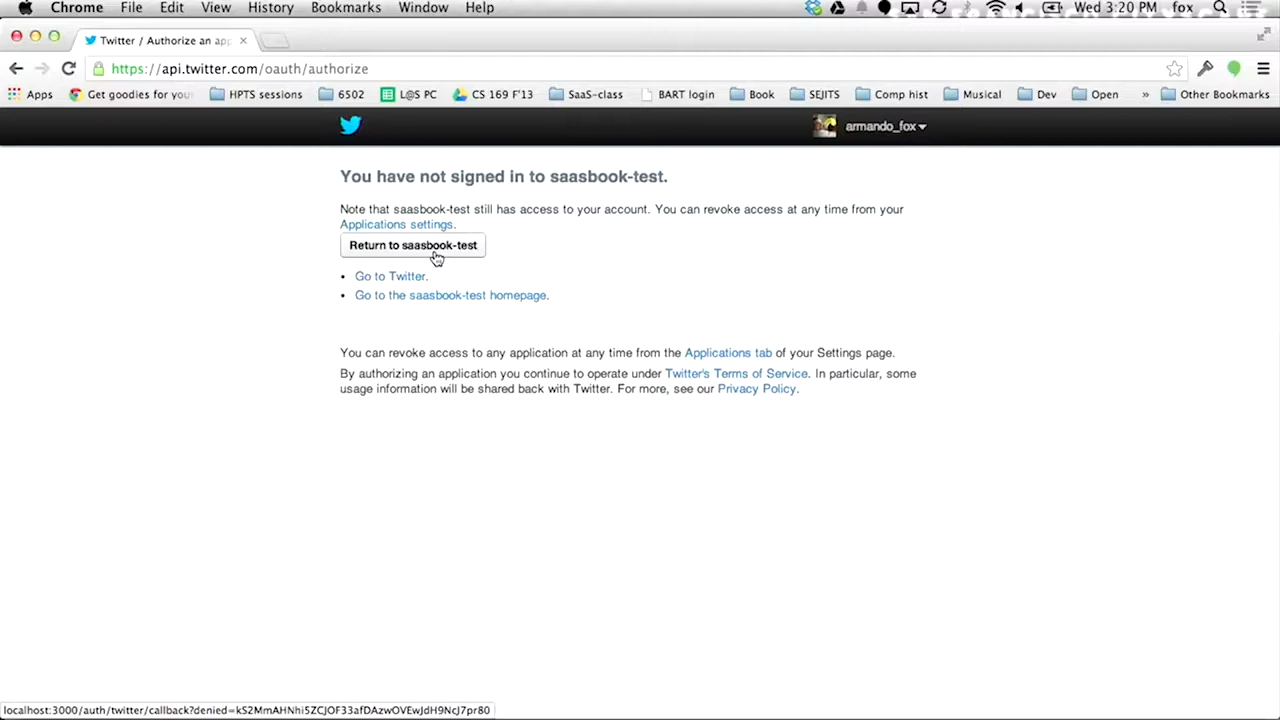 Chrome File Edit View History Bookmarks Window Help Wed 3:20 PM fox
Twitter / Authorize an app
https://api.twitter.com/oauth/authorize
Apps Get goodies for you HPTS sessions 6502 L@S PC CS 169 F'13 SaaS-class BART login Book SEJITS Comp hist Musical Dev Open » Other Bookmarks
armando_fox
You have not signed in to saasbook-test.
Note that saasbook-test still has access to your account. You can revoke access at any time from your
Applications settings.
Return to saasbook-test
• Go to Twitter.
• Go to the saasbook-test homepage.
You can revoke access to any application at any time from the Applications tab of your Settings page.
By authorizing an application you continue to operate under Twitter's Terms of Service. In particular, some
usage information will be shared back with Twitter. For more, see our Privacy Policy.
localhost:3000/auth/twitter/callback?denied=kS2MmAHNhi5ZCJOF33afDAzwOVEwJdH9NcJ7pr80